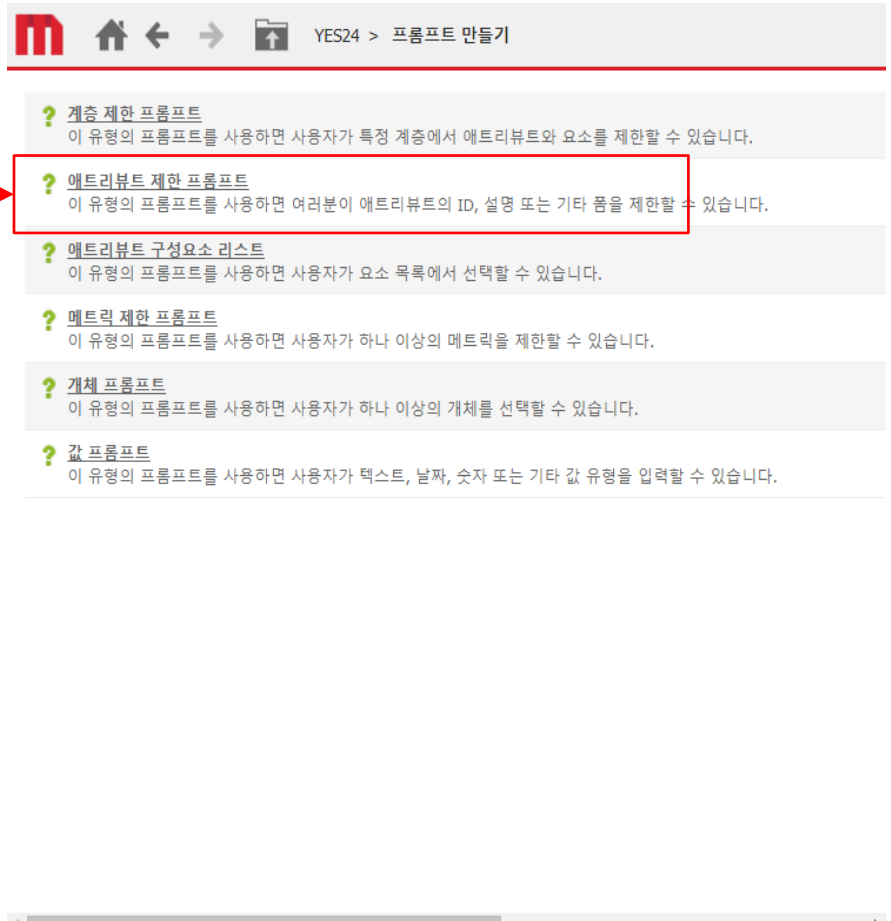 YES24 > 프롬프트 만들기
계층 제한 프롬프트
이 유형의 프롬프트를 사용하면 사용자가 특정 계층에서 애트리뷰트와 요소를 제한할 수 있습니다.
애트리뷰트 제한 프롬프트
이 유형의 프롬프트를 사용하면 여러분이 애트리뷰트의 ID, 설명 또는 기타 폼을 제한할 수 있습니다.
애트리뷰트 구성요소 리스트
이 유형의 프롬프트를 사용하면 사용자가 요소 목록에서 선택할 수 있습니다.
메트릭 제한 프롬프트
이 유형의 프롬프트를 사용하면 사용자가 하나 이상의 메트릭을 제한할 수 있습니다.
개체 프롬프트
이 유형의 프롬프트를 사용하면 사용자가 하나 이상의 개체를 선택할 수 있습니다.
값 프롬프트
이 유형의 프롬프트를 사용하면 사용자가 텍스트, 날짜, 숫자 또는 기타 값 유형을 입력할 수 있습니다.